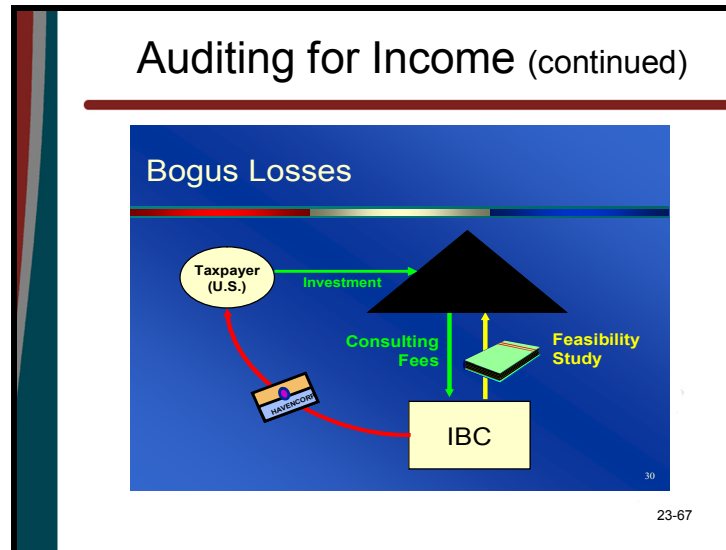 Auditing for Income (continued)
Bogus Losses
Taxpayer
(U.S.)
Investment
Consulting
Fees
Feasibility
Study
HAVENCORP
IBC
30
23-67